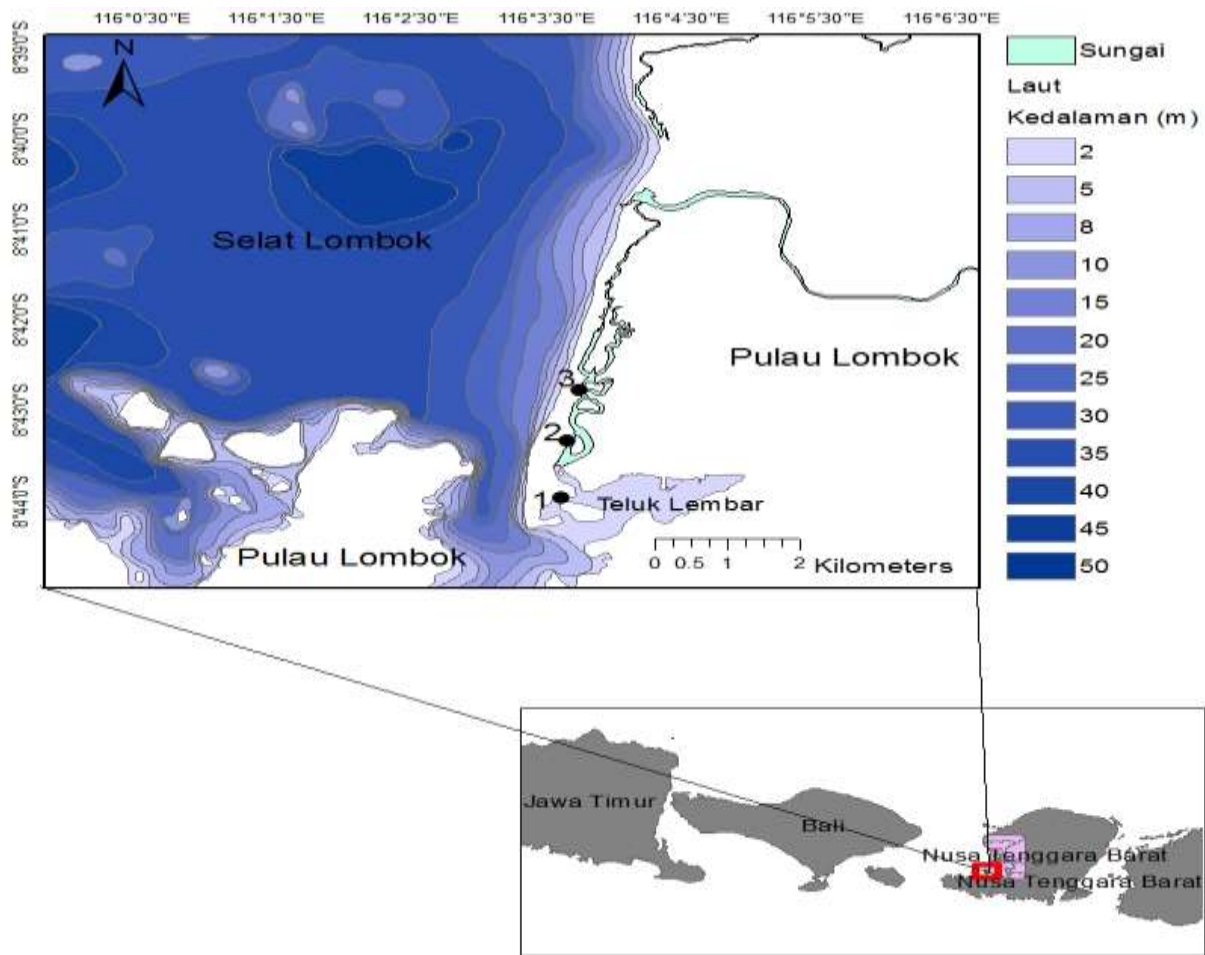 116°0'30"E 116°1'30"E 116°2'30"E 116°3'30"E 116°4'30"E 116°5'30"E 116°6'30"E
8°39'0"S
8°40'0"S
8°41'0"S
8°42'0"S
8°43'0"S
8°44'0"S
N
Selat Lombok
Pulau Lombok
3
2
1
Teluk Lembar
Pulau Lombok
0 0.5 1 2
Kilometers
Sungai
Laut
Kedalaman (m)
2
5
8
10
15
20
25
30
35
40
45
50
Jawa Timur
Bali
Nusa Tenggara Barat
Nusa Tenggara Barat